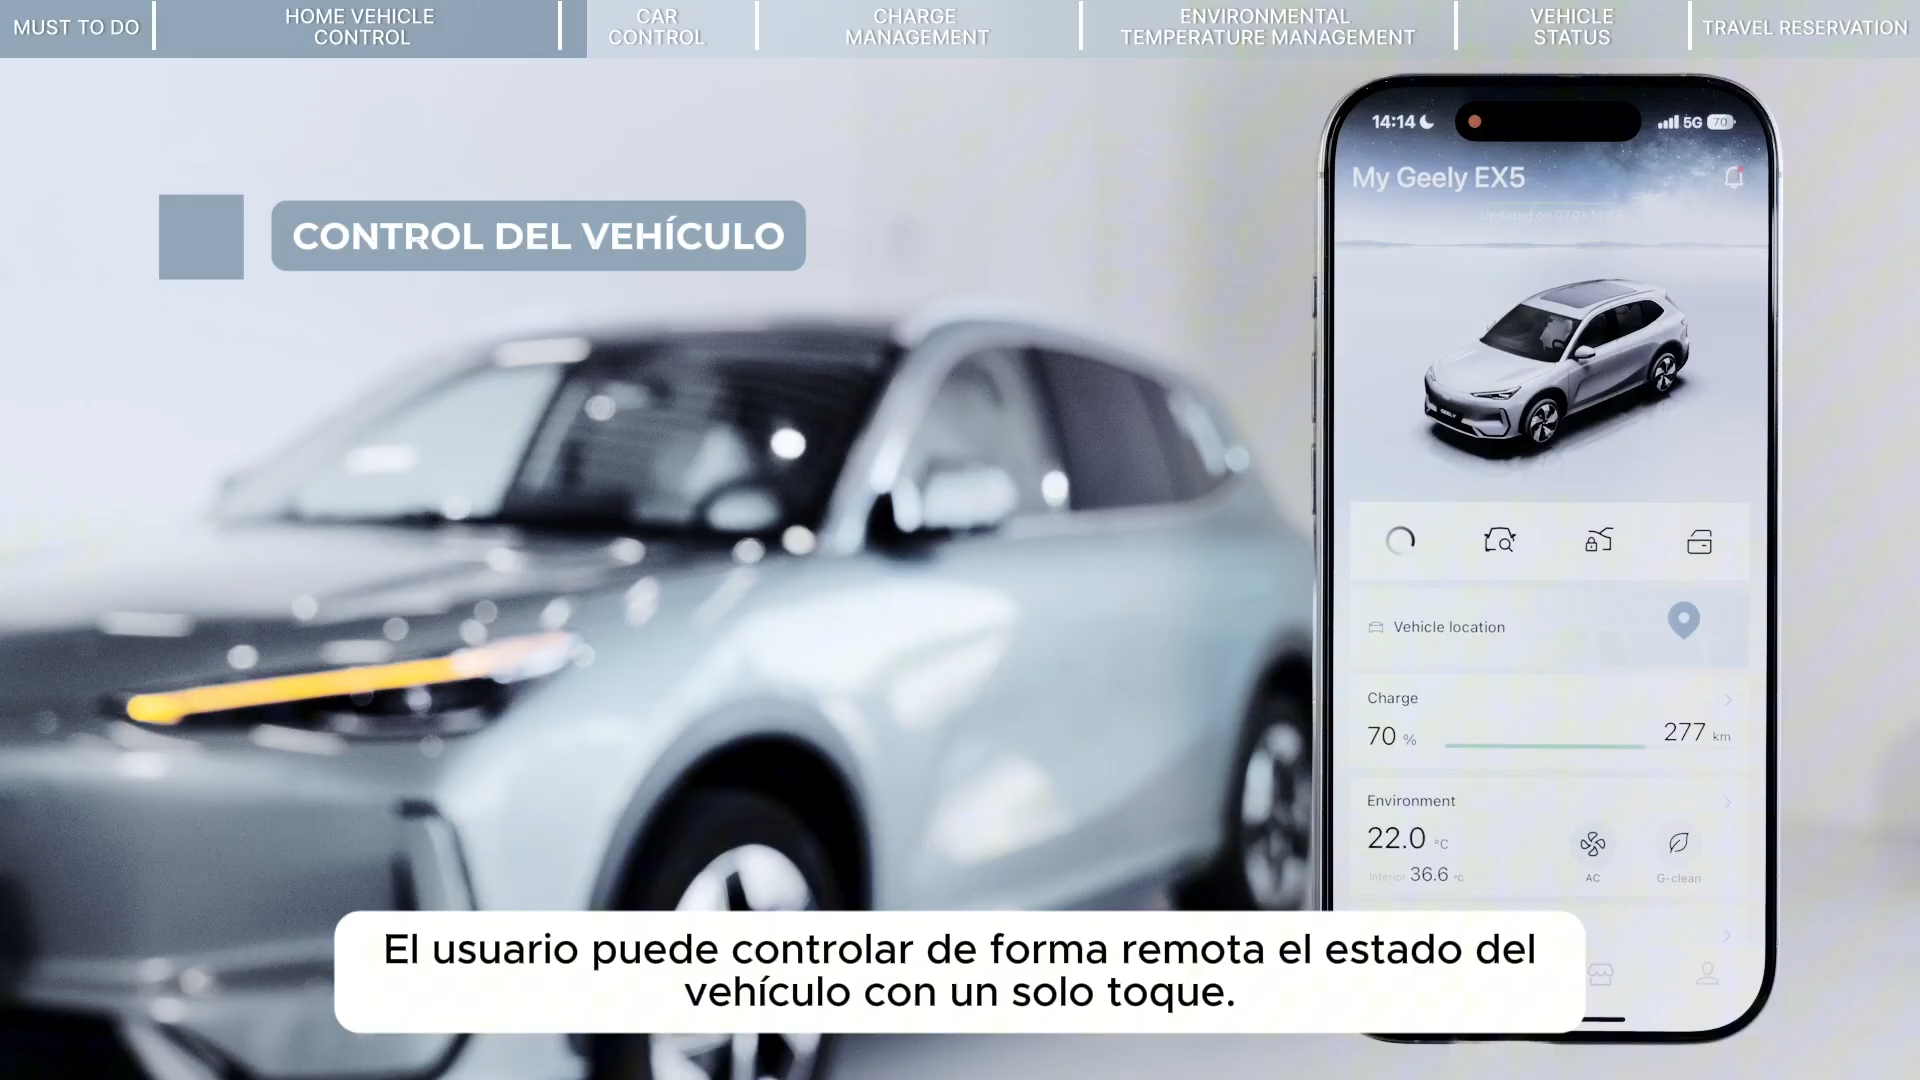 MUST TO DO
HOME VEHICLE
CONTROL
CAR
CONTROL
CHARGE
MANAGEMENT
ENVIRONMENTAL
TEMPERATURE MANAGEMENT
VEHICLE
STATUS
TRAVEL RESERVATION
CONTROL DEL VEHÍCULO
14:14
5G
70
My Geely EX5
GEELY
Vehicle location
Charge
70 %
277 km
Environment
22.0 °C
Interior 36.6 °C
AC
G-clean
El usuario puede controlar de forma remota el estado del
vehículo con un solo toque.